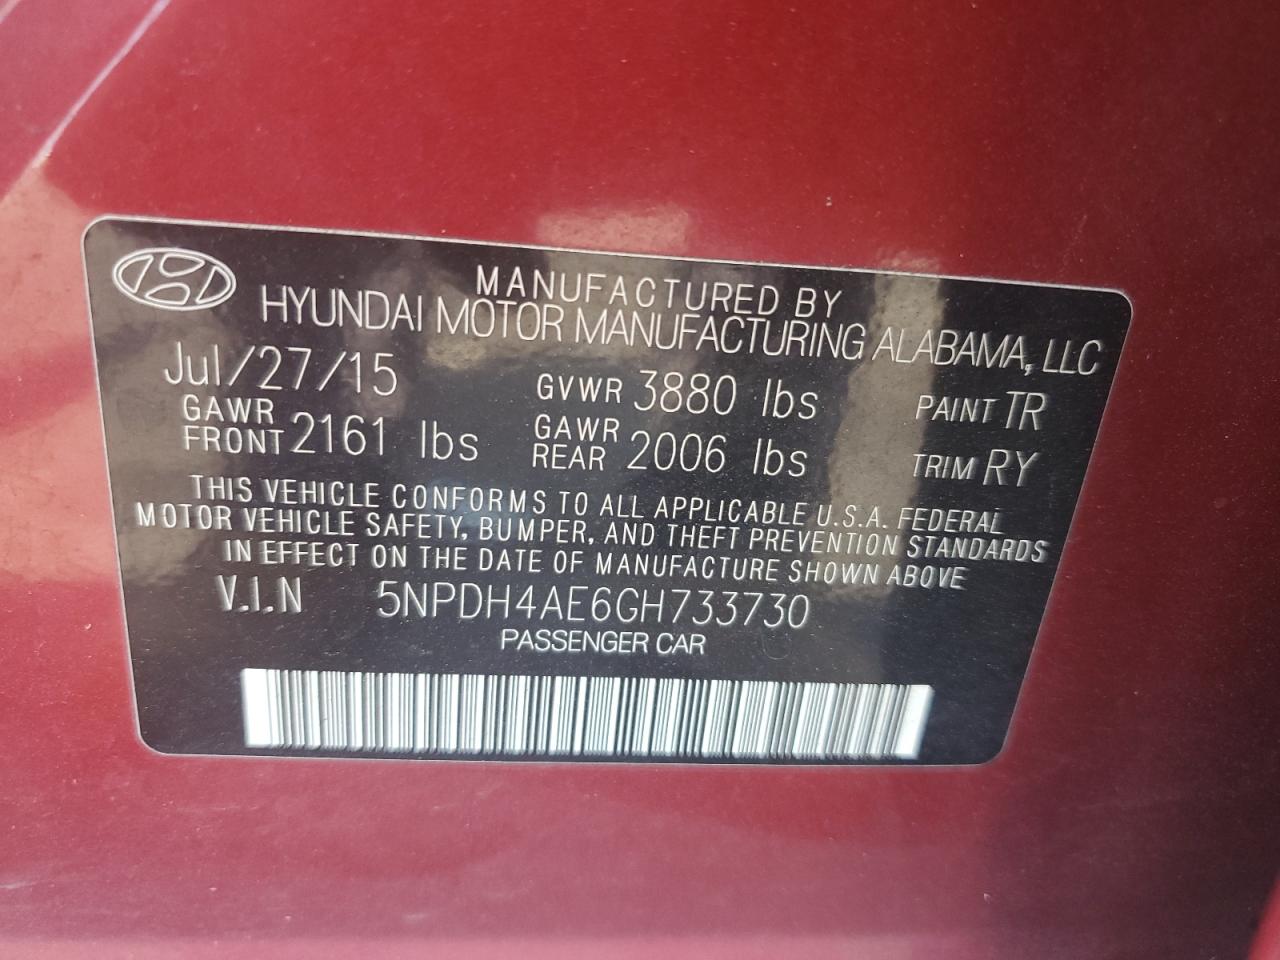 MANUFACTURED BY
HYUNDAI MOTOR MANUFACTURING ALABAMA, LLC
Jul/27/15 GVWR 3880 lbs PAINT TR
GAWR FRONT 2161 lbs GAWR REAR 2006 lbs TRIM RY
THIS VEHICLE CONFORMS TO ALL APPLICABLE U.S.A. FEDERAL
MOTOR VEHICLE SAFETY, BUMPER, AND THEFT PREVENTION STANDARDS
IN EFFECT ON THE DATE OF MANUFACTURE SHOWN ABOVE
V.I.N 5NPDH4AE6GH733730
PASSENGER CAR